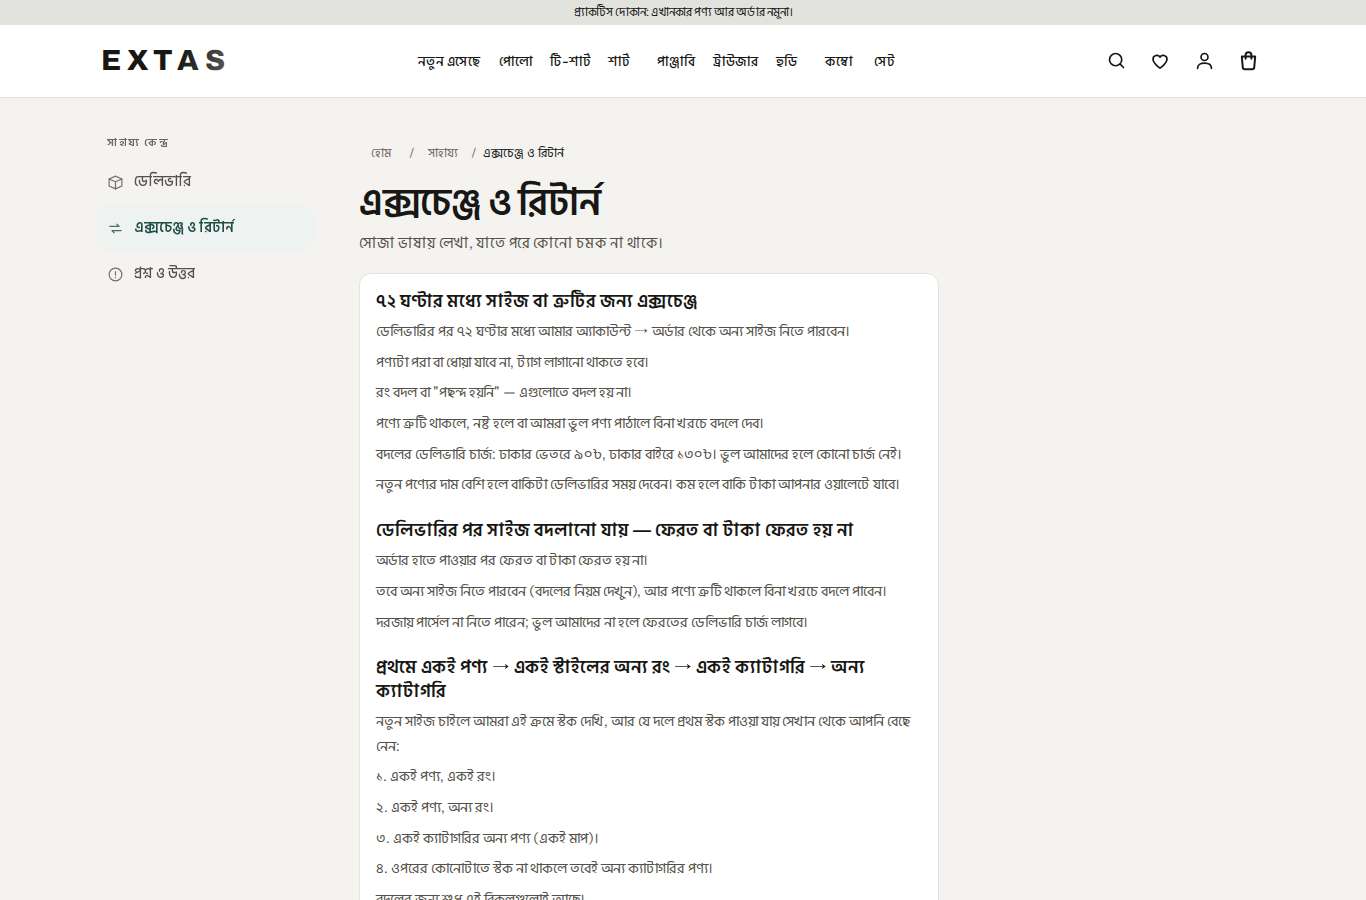 প্র্যাকটিস দোকান: এখানকার পণ্য আর অর্ডার নমুনা।
EXTAS
নতুন এসেছে পোলো টি-শার্ট শার্ট পাঞ্জাবি ট্রাউজার হুডি কম্বো সেট
সাহায্য কেন্দ্র
ডেলিভারি
এক্সচেঞ্জ ও রিটার্ন
প্রশ্ন ও উত্তর
হোম / সাহায্য / এক্সচেঞ্জ ও রিটার্ন
এক্সচেঞ্জ ও রিটার্ন
সোজা ভাষায় লেখা, যাতে পরে কোনো চমক না থাকে।
৭২ ঘণ্টার মধ্যে সাইজ বা ত্রুটির জন্য এক্সচেঞ্জ
ডেলিভারির পর ৭২ ঘণ্টার মধ্যে আমার অ্যাকাউন্ট → অর্ডার থেকে অন্য সাইজ নিতে পারবেন।
পণ্যটা পরা বা ধোয়া যাবে না, ট্যাগ লাগানো থাকতে হবে।
রং বদল বা "পছন্দ হয়নি" — এগুলোতে বদল হয় না।
পণ্যে ত্রুটি থাকলে, নষ্ট হলে বা আমরা ভুল পণ্য পাঠালে বিনা খরচে বদলে দেব।
বদলের ডেলিভারি চার্জ: ঢাকার ভেতরে ৯০৳, ঢাকার বাইরে ১৩০৳। ভুল আমাদের হলে কোনো চার্জ নেই।
নতুন পণ্যের দাম বেশি হলে বাকিটা ডেলিভারির সময় দেবেন। কম হলে বাকি টাকা আপনার ওয়ালেটে যাবে।
ডেলিভারির পর সাইজ বদলানো যায় — ফেরত বা টাকা ফেরত হয় না
অর্ডার হাতে পাওয়ার পর ফেরত বা টাকা ফেরত হয় না।
তবে অন্য সাইজ নিতে পারবেন (বদলের নিয়ম দেখুন), আর পণ্যে ত্রুটি থাকলে বিনা খরচে বদলে পাবেন।
দরজায় পার্সেল না নিতে পারেন; ভুল আমাদের না হলে ফেরতের ডেলিভারি চার্জ লাগবে।
প্রথমে একই পণ্য → একই স্টাইলের অন্য রং → একই ক্যাটাগরি → অন্য
ক্যাটাগরি
নতুন সাইজ চাইলে আমরা এই ক্রমে স্টক দেখি, আর যে দলে প্রথম স্টক পাওয়া যায় সেখান থেকে আপনি বেছে
নেন:
১. একই পণ্য, একই রং।
২. একই পণ্য, অন্য রং।
৩. একই ক্যাটাগরির অন্য পণ্য (একই মাপ)।
৪. ওপরের কোনোটাতে স্টক না থাকলে তবেই অন্য ক্যাটাগরির পণ্য।
বদলের জন্য শুধু এই বিকল্পগুলোই আছে।